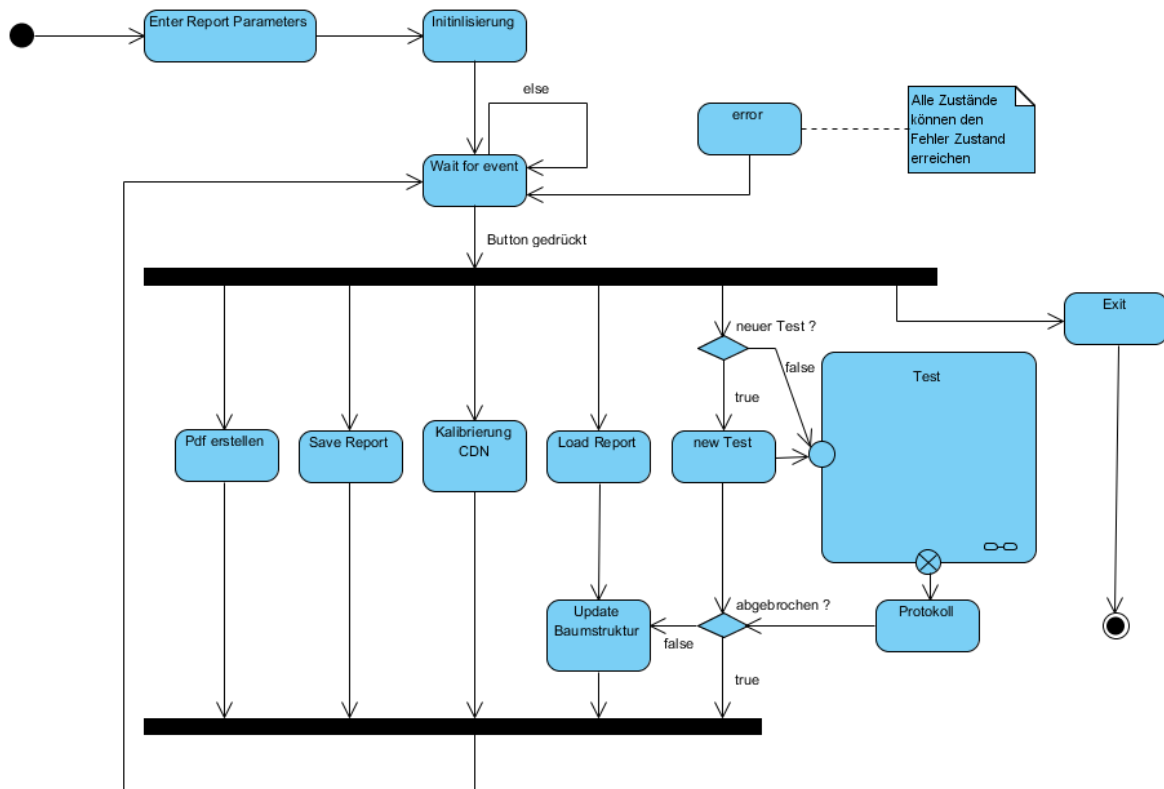 Enter Report Parameters
Initinlisierung
else
Wait for event
error
Alle Zustände
können den
Fehler Zustand
erreichen
Button gedrückt
Exit
neuer Test ?
false
true
Test
Pdf erstellen
Save Report
Kalibrierung
CDN
Load Report
new Test
abgebrochen ?
Update
Baumstruktur
false
Protokoll
true